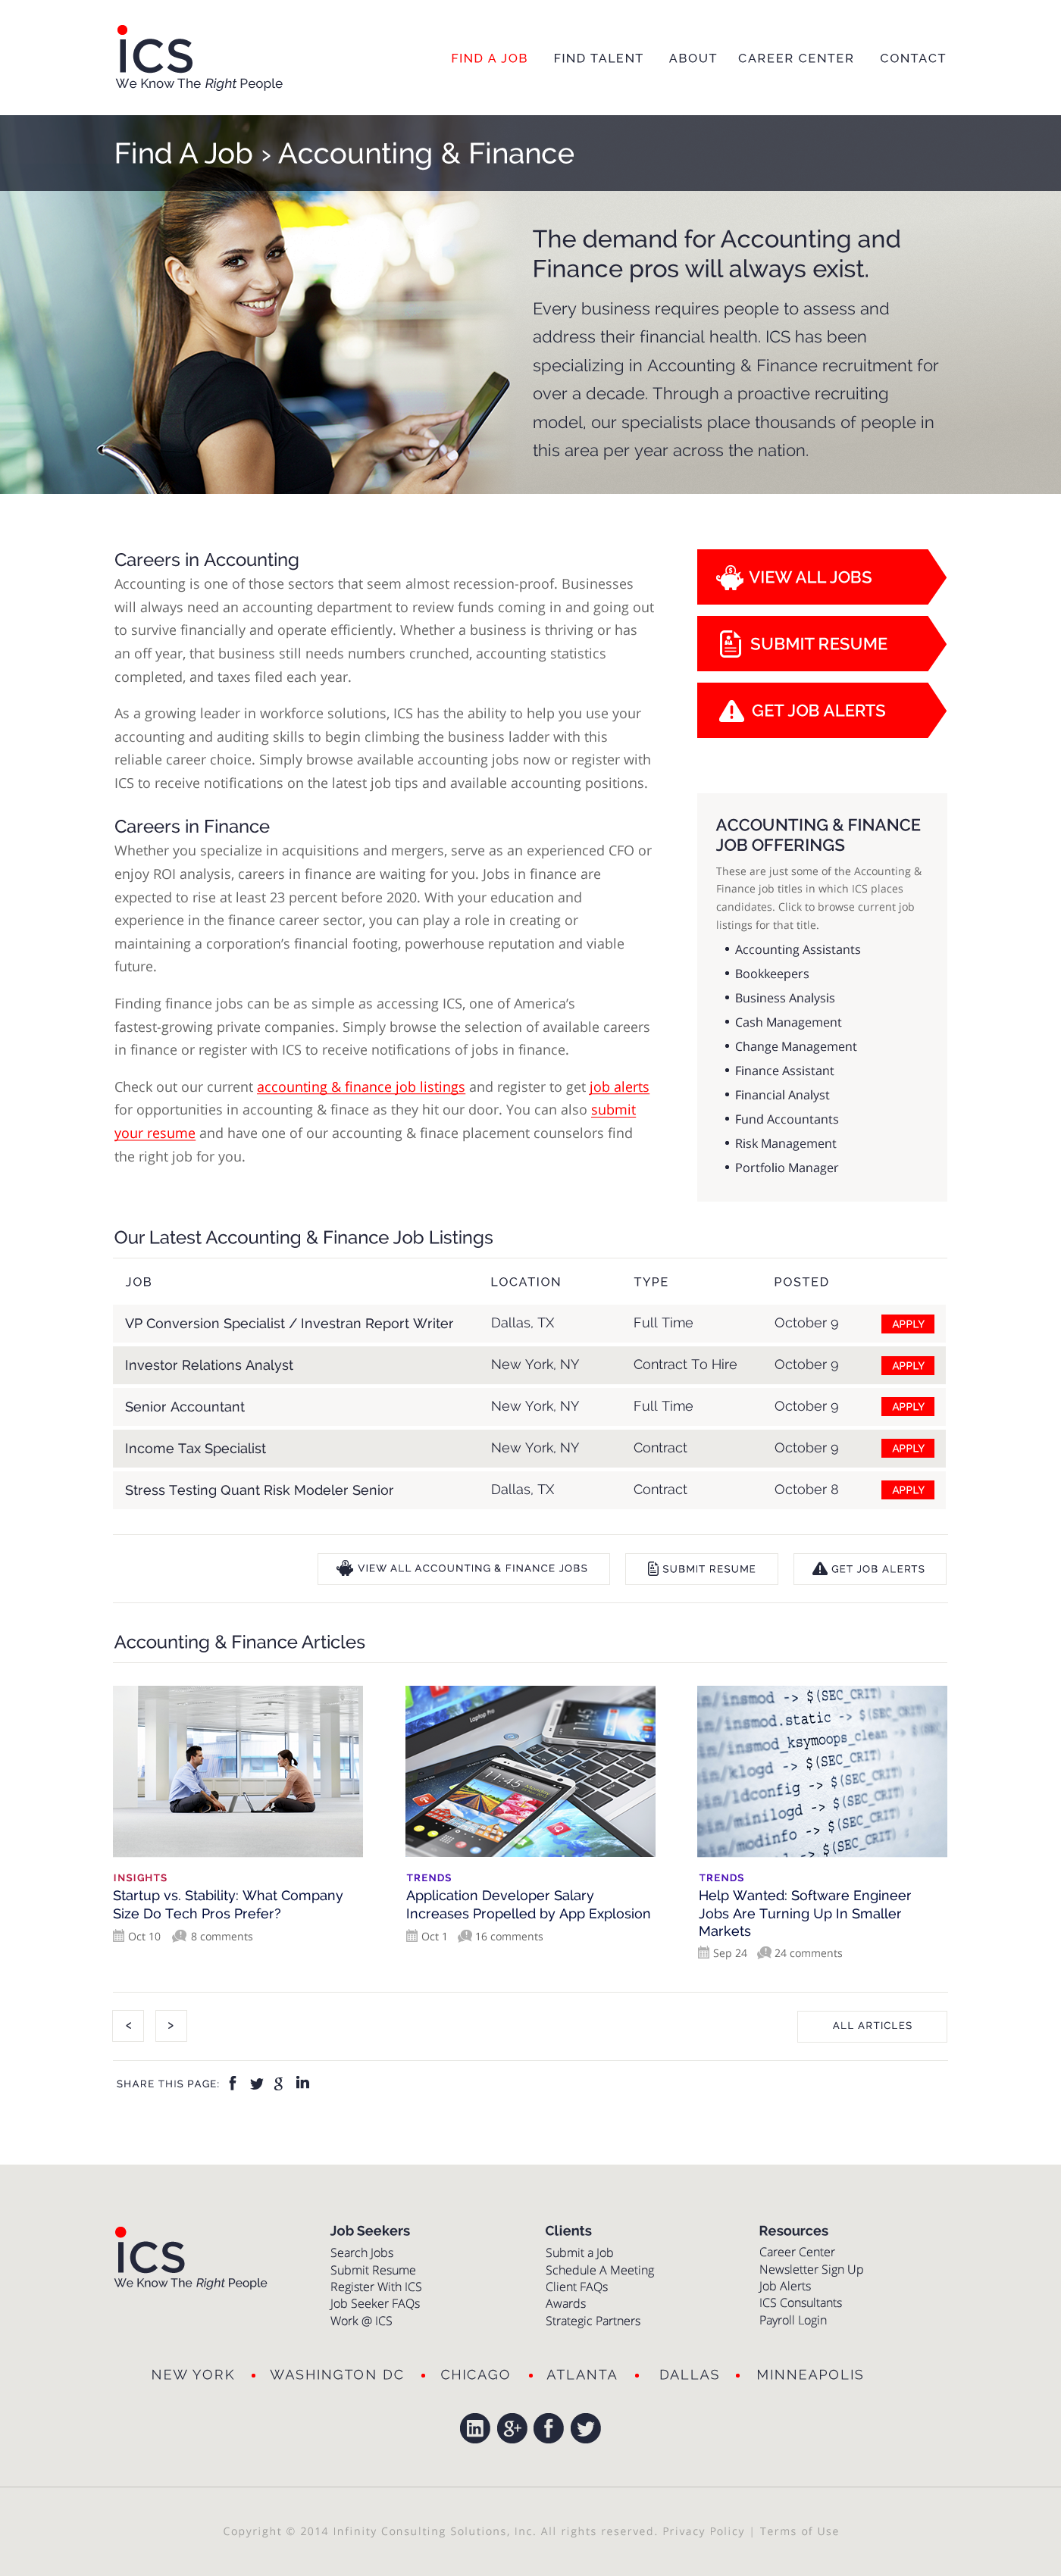 ics
We Know The Right People
FIND A JOB FIND TALENT ABOUT CAREER CENTER CONTACT
Find A Job > Accounting & Finance
The demand for Accounting and
Finance pros will always exist.
Every business requires people to assess and
address their financial health. ICS has been
specializing in Accounting & Finance recruitment for
over a decade. Through a proactive recruiting
model, our specialists place thousands of people in
this area per year across the nation.
Careers in Accounting
Accounting is one of those sectors that seem almost recession-proof. Businesses
will always need an accounting department to review funds coming in and going out
to survive financially and operate efficiently. Whether a business is thriving or has
an off year, that business still needs numbers crunched, accounting statistics
completed, and taxes filed each year.
As a growing leader in workforce solutions, ICS has the ability to help you use your
accounting and auditing skills to begin climbing the business ladder with this
reliable career choice. Simply browse available accounting jobs now or register with
ICS to receive notifications on the latest job tips and available accounting positions.
Careers in Finance
Whether you specialize in acquisitions and mergers, serve as an experienced CFO or
enjoy ROI analysis, careers in finance are waiting for you. Jobs in finance are
expected to rise at least 23 percent before 2020. With your education and
experience in the finance career sector, you can play a role in creating or
maintaining a corporation's financial footing, powerhouse reputation and viable
future.
Finding finance jobs can be as simple as accessing ICS, one of America's
fastest-growing private companies. Simply browse the selection of available careers
in finance or register with ICS to receive notifications of jobs in finance.
Check out our current accounting & finance job listings and register to get job alerts
for opportunities in accounting & finace as they hit our door. You can also submit
your resume and have one of our accounting & finace placement counselors find
the right job for you.
VIEW ALL JOBS
SUBMIT RESUME
GET JOB ALERTS
ACCOUNTING & FINANCE
JOB OFFERINGS
These are just some of the Accounting &
Finance job titles in which ICS places
candidates. Click to browse current job
listings for that title.
• Accounting Assistants
• Bookkeepers
• Business Analysis
• Cash Management
• Change Management
• Finance Assistant
• Financial Analyst
• Fund Accountants
• Risk Management
• Portfolio Manager
Our Latest Accounting & Finance Job Listings
JOB LOCATION TYPE POSTED
VP Conversion Specialist / Investran Report Writer Dallas, TX Full Time October 9 APPLY
Investor Relations Analyst New York, NY Contract To Hire October 9 APPLY
Senior Accountant New York, NY Full Time October 9 APPLY
Income Tax Specialist New York, NY Contract October 9 APPLY
Stress Testing Quant Risk Modeler Senior Dallas, TX Contract October 8 APPLY
VIEW ALL ACCOUNTING & FINANCE JOBS SUBMIT RESUME GET JOB ALERTS
Accounting & Finance Articles
Laptop Pro
11:45
bin/insmod -> $(SEC_CRIT)
in/insmod.static -> $(SEC_CRIT)
in/insmod_ksymoops_clean -> $(SEC
in/klogd -> $(SEC_CRIT)
in/ldconfig -> $(SEC_CRIT);
bin/minilogd -> $(SEC_CRIT)
bin/modinfo -> $(SEC_CRIT);
$(SEC_CRIT)
INSIGHTS
Startup vs. Stability: What Company
Size Do Tech Pros Prefer?
Oct 10 8 comments
TRENDS
Application Developer Salary
Increases Propelled by App Explosion
Oct 1 16 comments
TRENDS
Help Wanted: Software Engineer
Jobs Are Turning Up In Smaller
Markets
Sep 24 24 comments
< > ALL ARTICLES
SHARE THIS PAGE: f g in
ics
We Know The Right People
Job Seekers
Search Jobs
Submit Resume
Register With ICS
Job Seeker FAQs
Work @ ICS
Clients
Submit a Job
Schedule A Meeting
Client FAQs
Awards
Strategic Partners
Resources
Career Center
Newsletter Sign Up
Job Alerts
ICS Consultants
Payroll Login
NEW YORK • WASHINGTON DC • CHICAGO • ATLANTA • DALLAS • MINNEAPOLIS
in g+ f
Copyright © 2014 Infinity Consulting Solutions, Inc. All rights reserved. Privacy Policy | Terms of Use